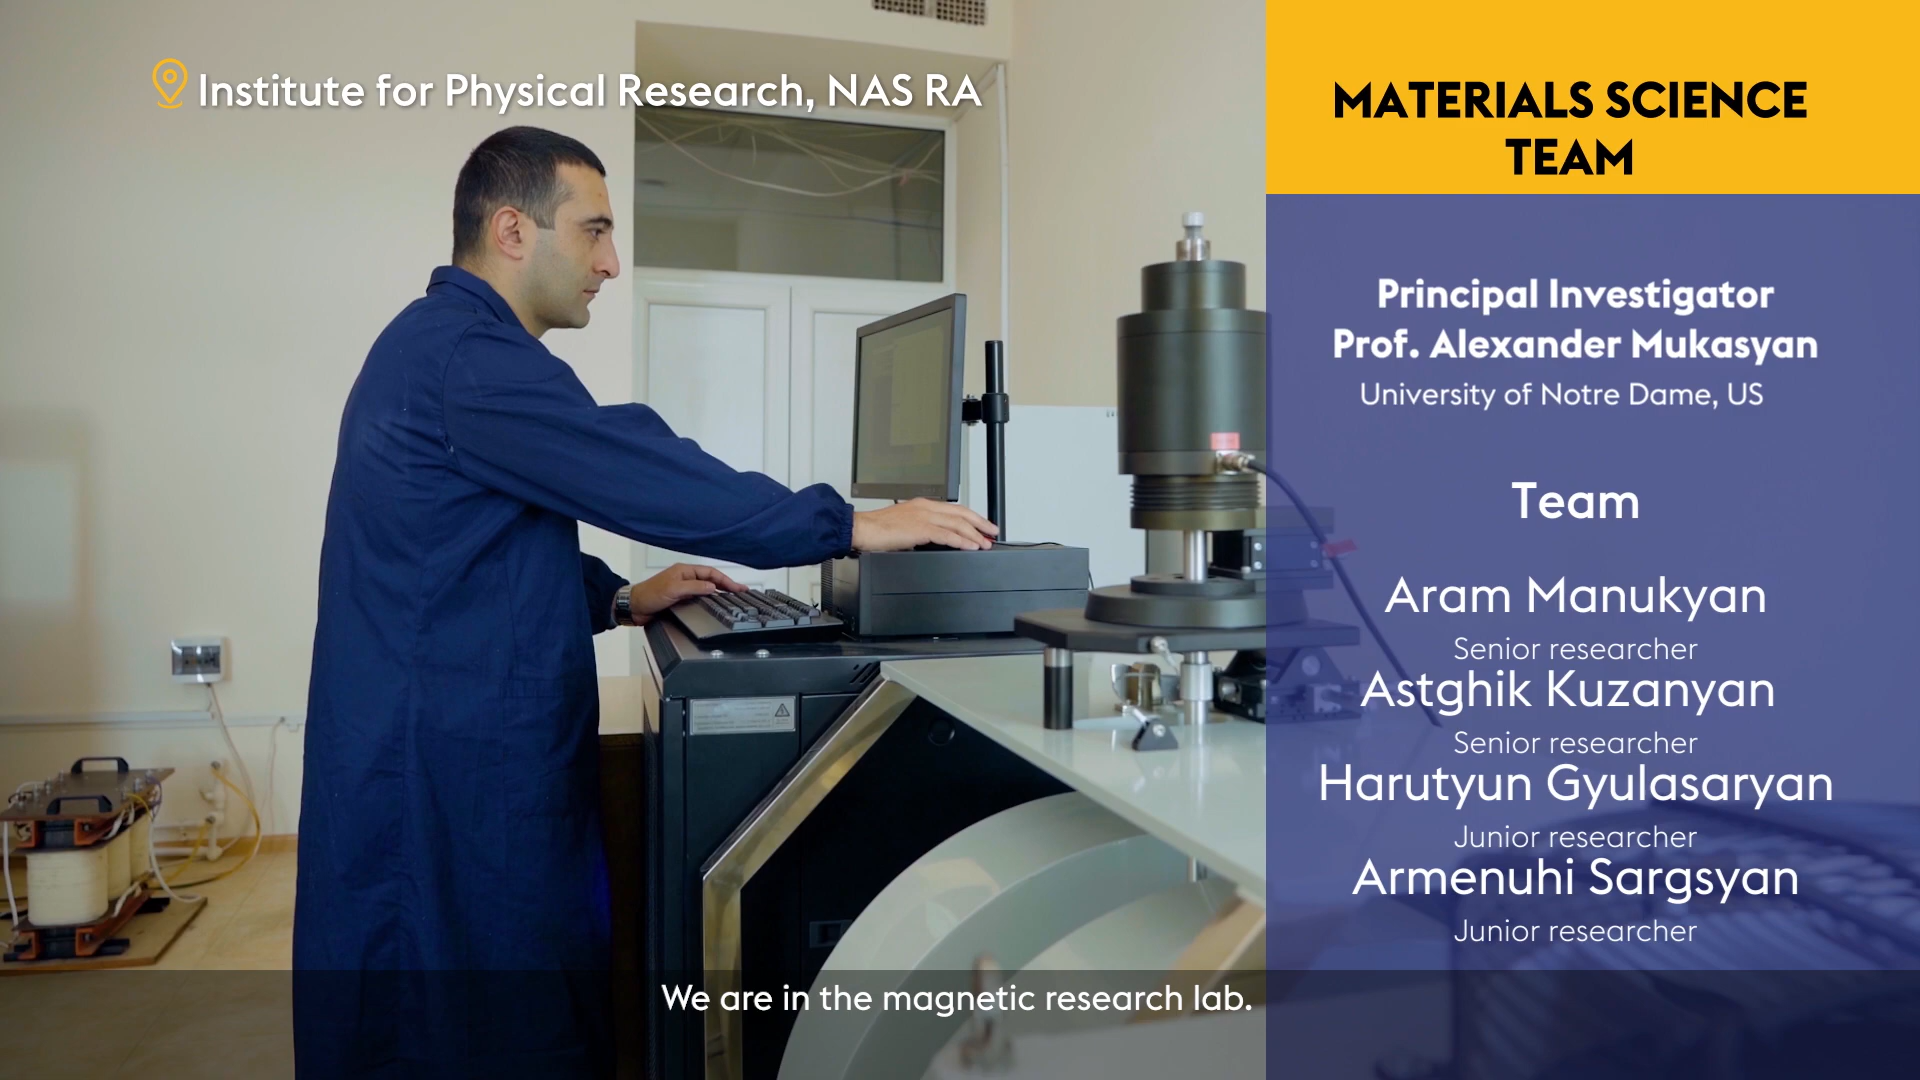 Institute for Physical Research, NAS RA
MATERIALS SCIENCE
TEAM
Principal Investigator
Prof. Alexander Mukasyan
University of Notre Dame, US
Team
Aram Manukyan
Senior researcher
Astghik Kuzanyan
Senior researcher
Harutyun Gyulasaryan
Junior researcher
Armenuhi Sargsyan
Junior researcher
We are in the magnetic research lab.